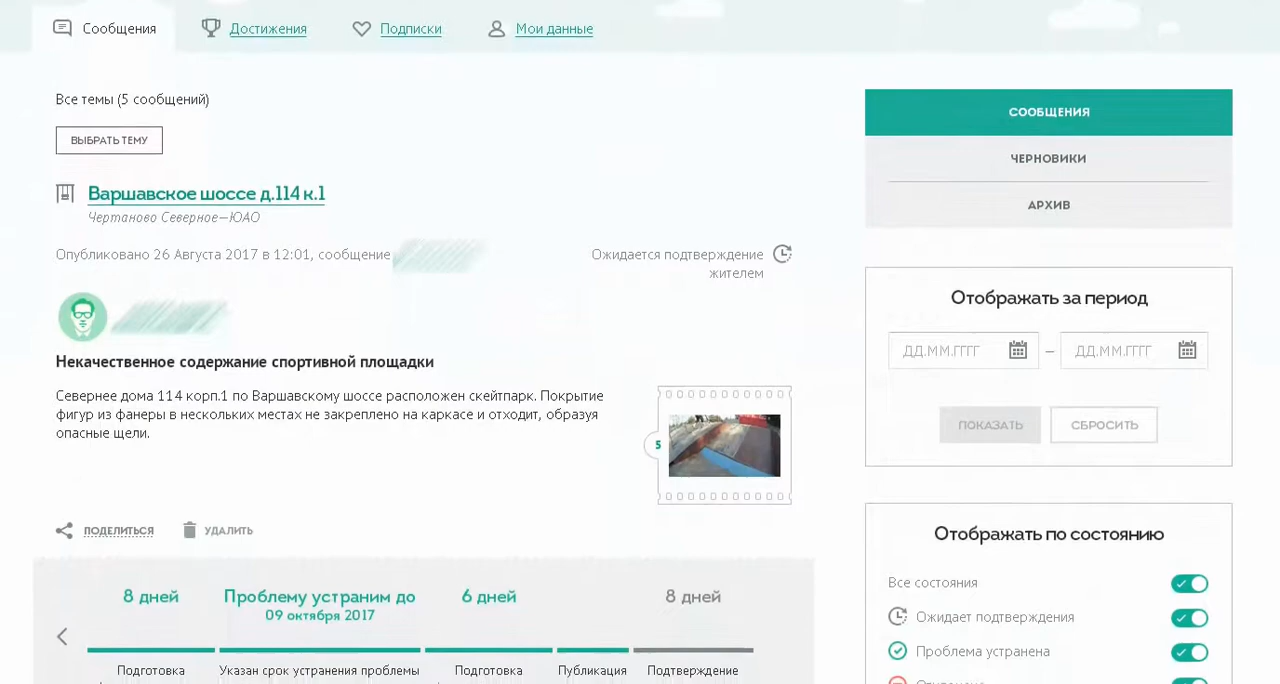 Сообщения
Достижения
Подписки
Мои данные
Все темы (5 сообщений)
ВЫБРАТЬ ТЕМУ
Варшавское шоссе д.114 к.1
Чертаново Северное—ЮАО
Опубликовано 26 Августа 2017 в 12:01, сообщение
Ожидается подтверждение
жителем
Некачественное содержание спортивной площадки
Севернее дома 114 корп.1 по Варшавскому шоссе расположен скейтпарк. Покрытие
фигур из фанеры в нескольких местах не закреплено на каркасе и отходит, образуя
опасные щели.
5
ПОДЕЛИТЬСЯ
УДАЛИТЬ
8 дней
Проблему устраним до
09 октября 2017
6 дней
8 дней
Подготовка
Указан срок устранения проблемы
Подготовка
Публикация
Подтверждение
СООБЩЕНИЯ
ЧЕРНОВИКИ
АРХИВ
Отображать за период
ДД.ММ.ГГГГ
–
ДД.ММ.ГГГГ
ПОКАЗАТЬ
СБРОСИТЬ
Отображать по состоянию
Все состояния
Ожидает подтверждения
Проблема устранена